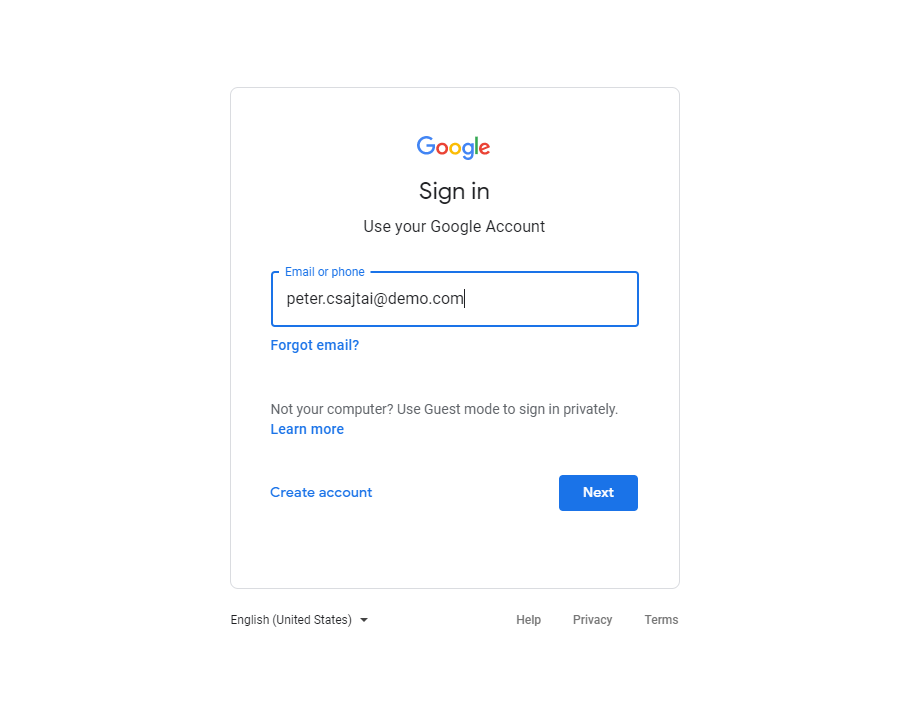 Google
Sign in
Use your Google Account
Email or phone
peter.csajtai@demo.com
Forgot email?
Not your computer? Use Guest mode to sign in privately.
Learn more
Create account
Next
English (United States)
Help
Privacy
Terms